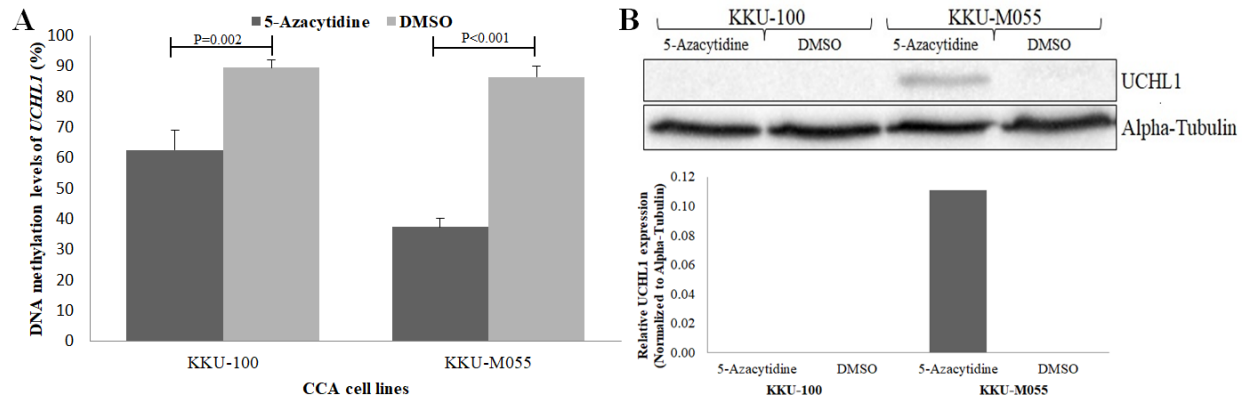 A
5-Azacytidine DMSO
P=0.002
P<0.001
DNA methylation levels of UCHL1 (%)
100
90
80
70
60
50
40
30
20
10
0
KKU-100 KKU-M055
CCA cell lines
B
KKU-100 KKU-M055
5-Azacytidine DMSO 5-Azacytidine DMSO
UCHL1
Alpha-Tubulin
Relative UCHL1 expression
(Normalized to Alpha-Tubulin)
0.12
0.10
0.08
0.06
0.04
0.02
0.00
5-Azacytidine DMSO 5-Azacytidine DMSO
KKU-100 KKU-M055